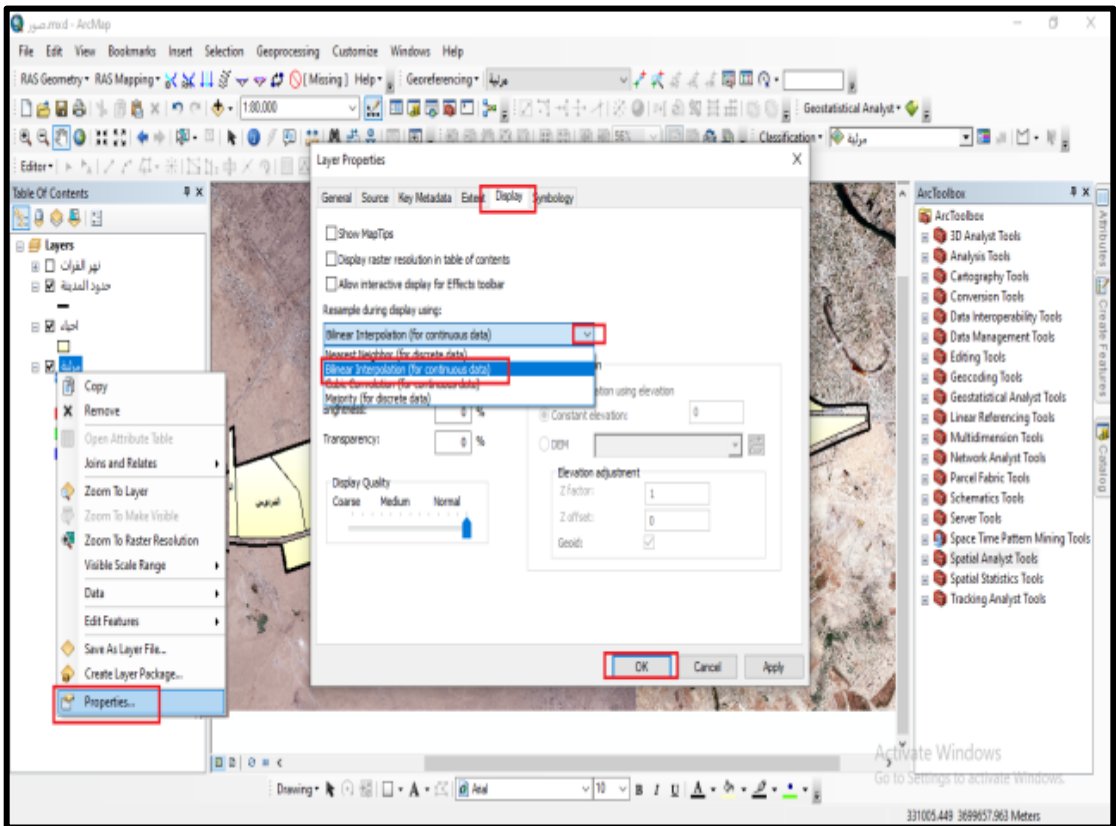 صور.mxd - ArcMap
File Edit View Bookmarks Insert Selection Geoprocessing Customize Windows Help
RAS Geometry RAS Mapping [Missing] Help Georeferencing مرئية
1:80.000 Geostatistical Analyst
56% Classification مرئية
Editor
Table Of Contents
Layers
نهر الفرات
حدود المدينة
احياء
مرئية
Copy
Remove
Open Attribute Table
Joins and Relates
Zoom To Layer
Zoom To Make Visible
Zoom To Raster Resolution
Visible Scale Range
Data
Edit Features
Save As Layer File...
Create Layer Package...
Properties...
Layer Properties
General Source Key Metadata Extent Display Symbology
Show MapTips
Display raster resolution in table of contents
Allow interactive display for Effects toolbar
Resample during display using:
Bilinear Interpolation (for continuous data)
Nearest Neighbor (for discrete data)
Bilinear Interpolation (for continuous data)
Cubic Convolution (for continuous data)
Majority (for discrete data)
Brightness: 0 %
Transparency: 0 %
Display Quality
Coarse Medium Normal
using elevation
Constant elevation: 0
DEM
Elevation adjustment
Z factor: 1
Z offset: 0
Geoid:
OK Cancel Apply
ArcToolbox
ArcToolbox
3D Analyst Tools
Analysis Tools
Cartography Tools
Conversion Tools
Data Interoperability Tools
Data Management Tools
Editing Tools
Geocoding Tools
Geostatistical Analyst Tools
Linear Referencing Tools
Multidimension Tools
Network Analyst Tools
Parcel Fabric Tools
Schematics Tools
Server Tools
Space Time Pattern Mining Tools
Spatial Analyst Tools
Spatial Statistics Tools
Tracking Analyst Tools
Attributes
Create Features
Catalog
Activate Windows
Go to Settings to activate Windows.
Drawing Arial 10 B I U A
331005.449 3699657.963 Meters